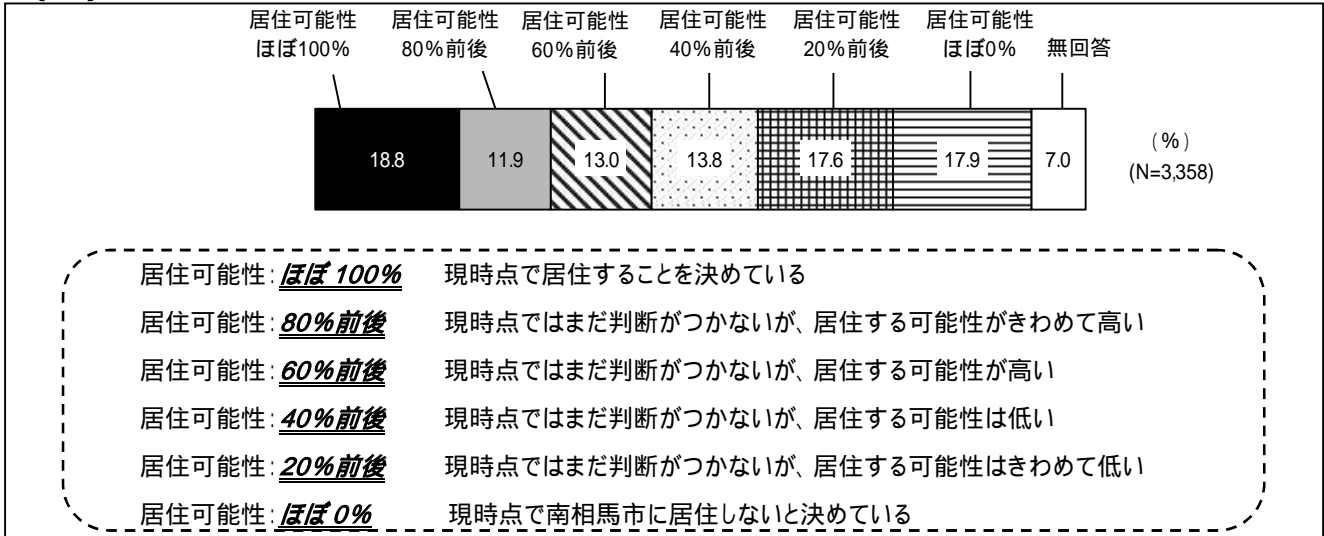 居住可能性 居住可能性 居住可能性 居住可能性 居住可能性 居住可能性
ほぼ100% 80%前後 60%前後 40%前後 20%前後 ほぼ0% 無回答
18.8 11.9 13.0 13.8 17.6 17.9 7.0
(%)
(N=3,358)
居住可能性:ほぼ 100% 現時点で居住することを決めている
居住可能性:80%前後 現時点ではまだ判断がつかないが、居住する可能性がきわめて高い
居住可能性:60%前後 現時点ではまだ判断がつかないが、居住する可能性が高い
居住可能性:40%前後 現時点ではまだ判断がつかないが、居住する可能性は低い
居住可能性:20%前後 現時点ではまだ判断がつかないが、居住する可能性はきわめて低い
居住可能性:ほぼ 0% 現時点で南相馬市に居住しないと決めている